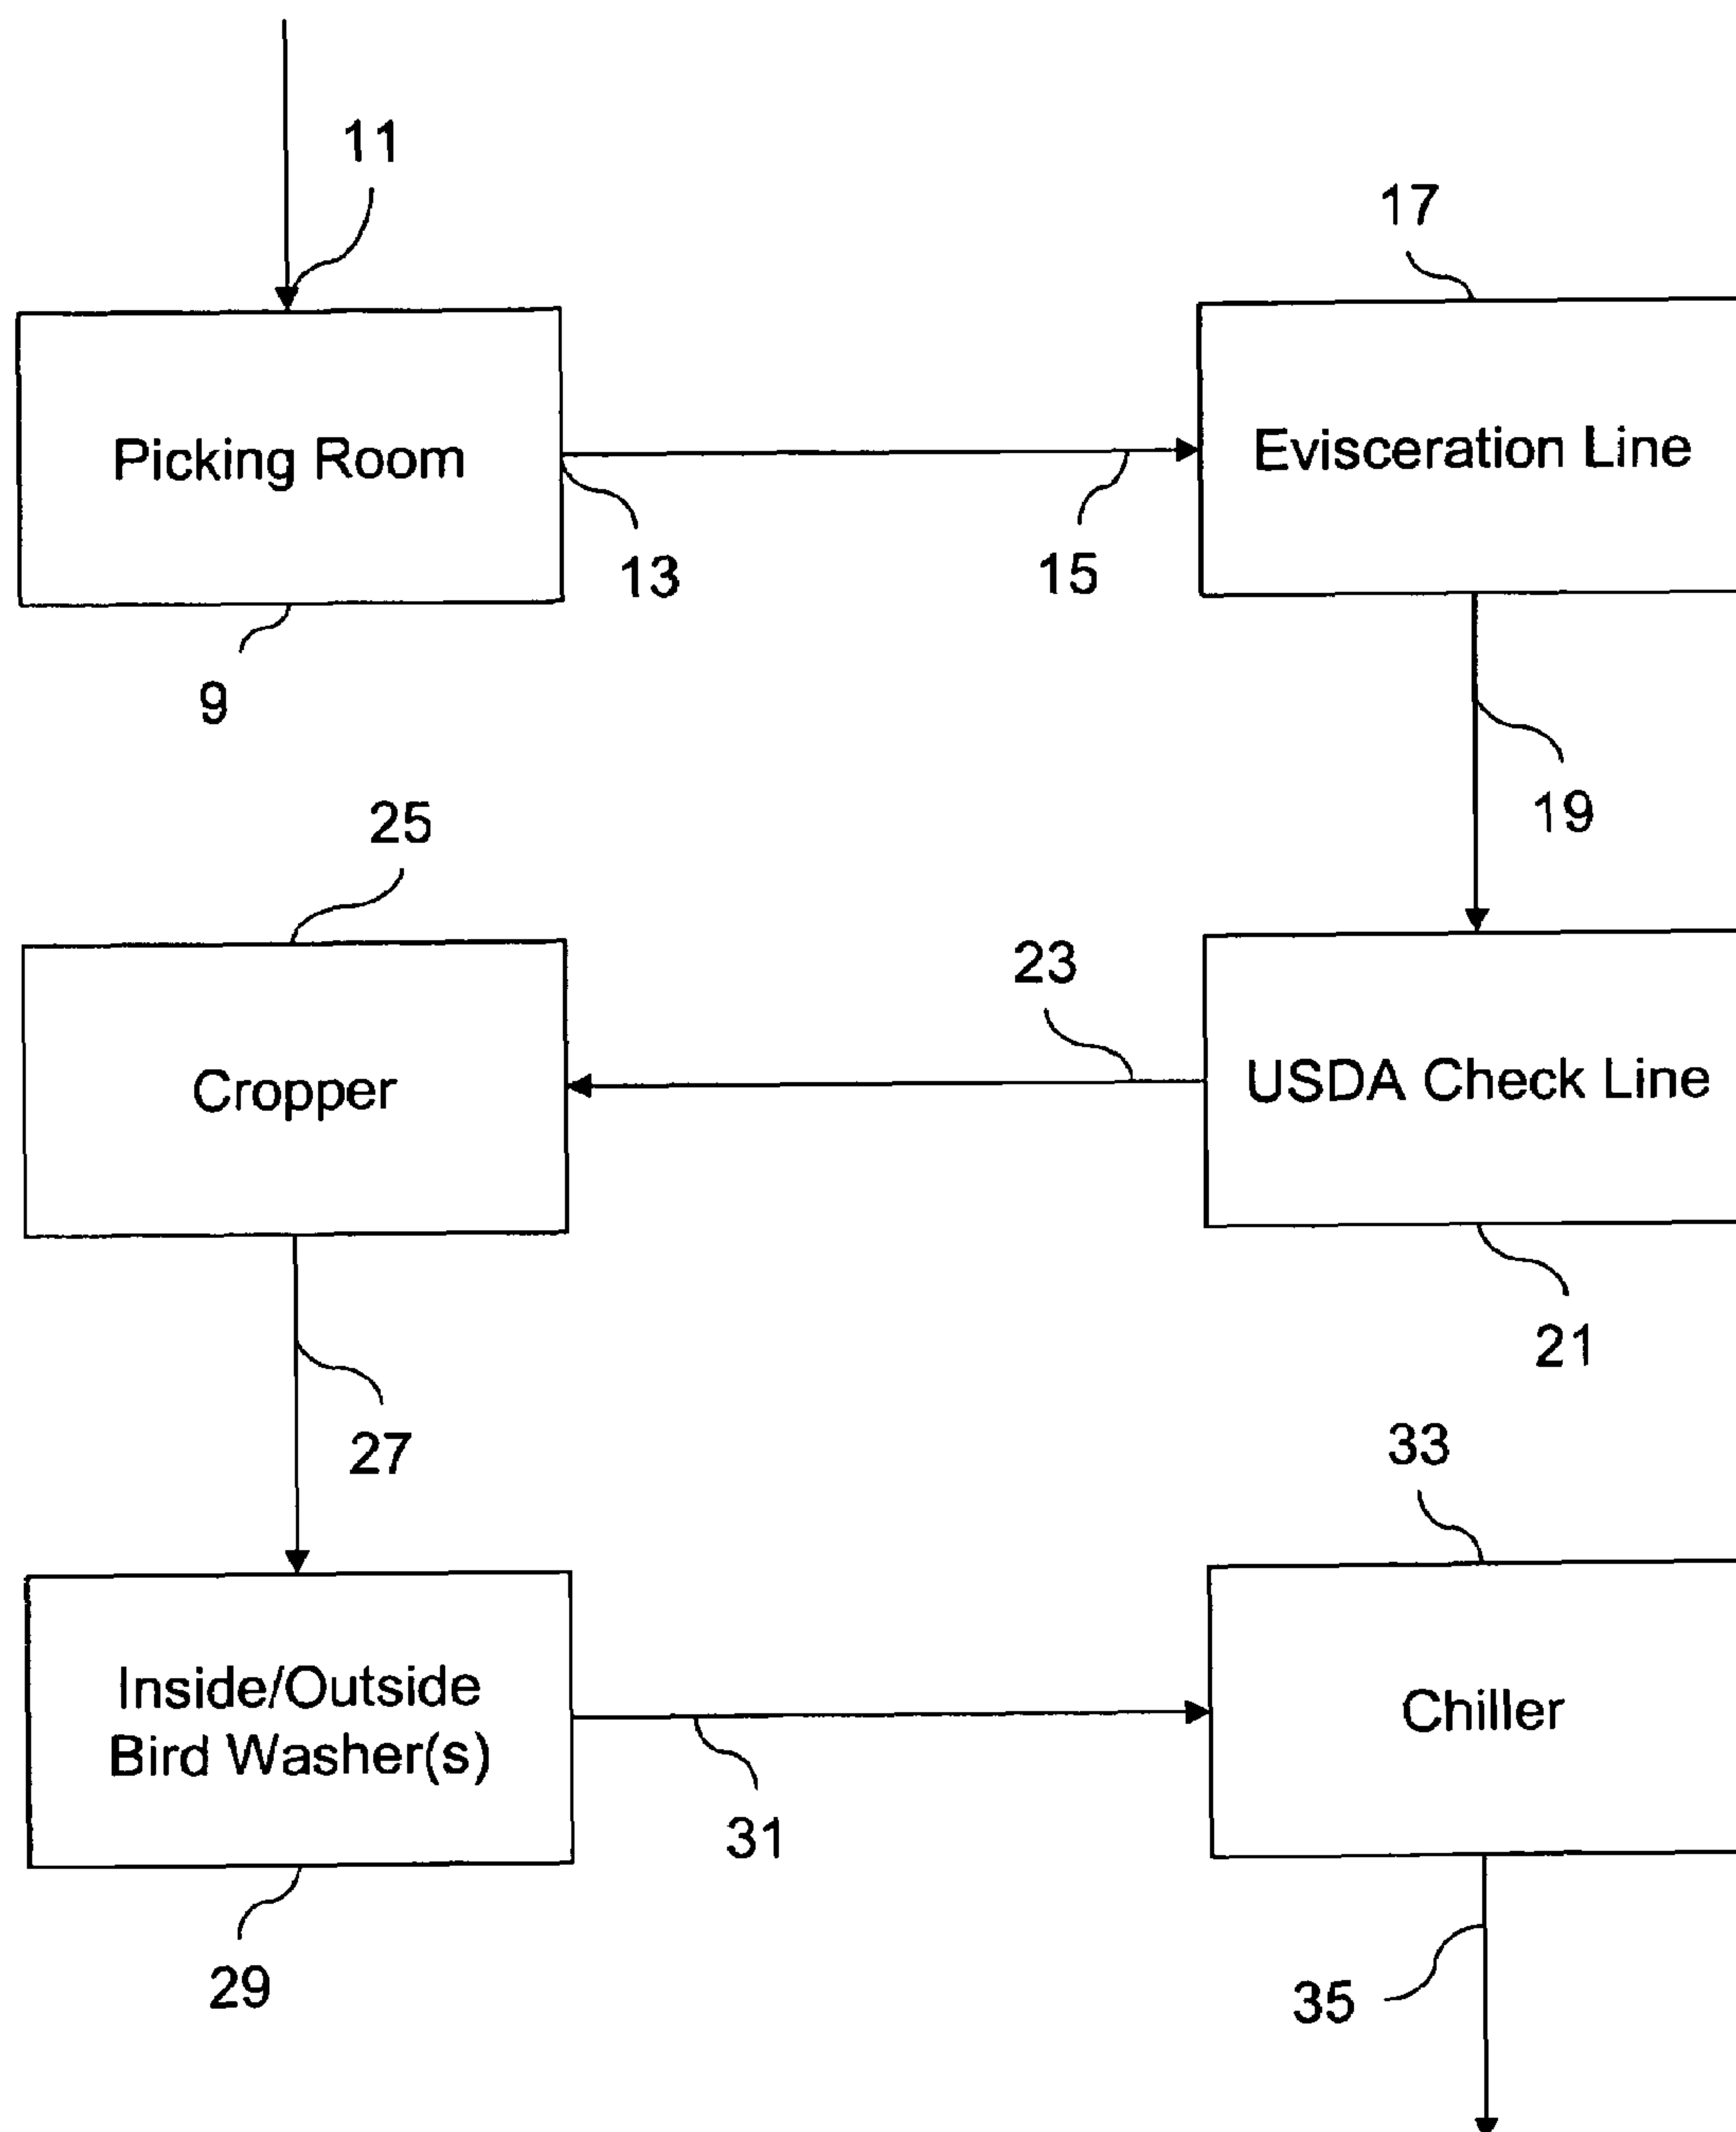 11
17
Picking Room
Evisceration Line
13
15
9
19
25
23
Cropper
USDA Check Line
21
27
33
Inside/Outside
Bird Washer(s)
Chiller
31
29
35